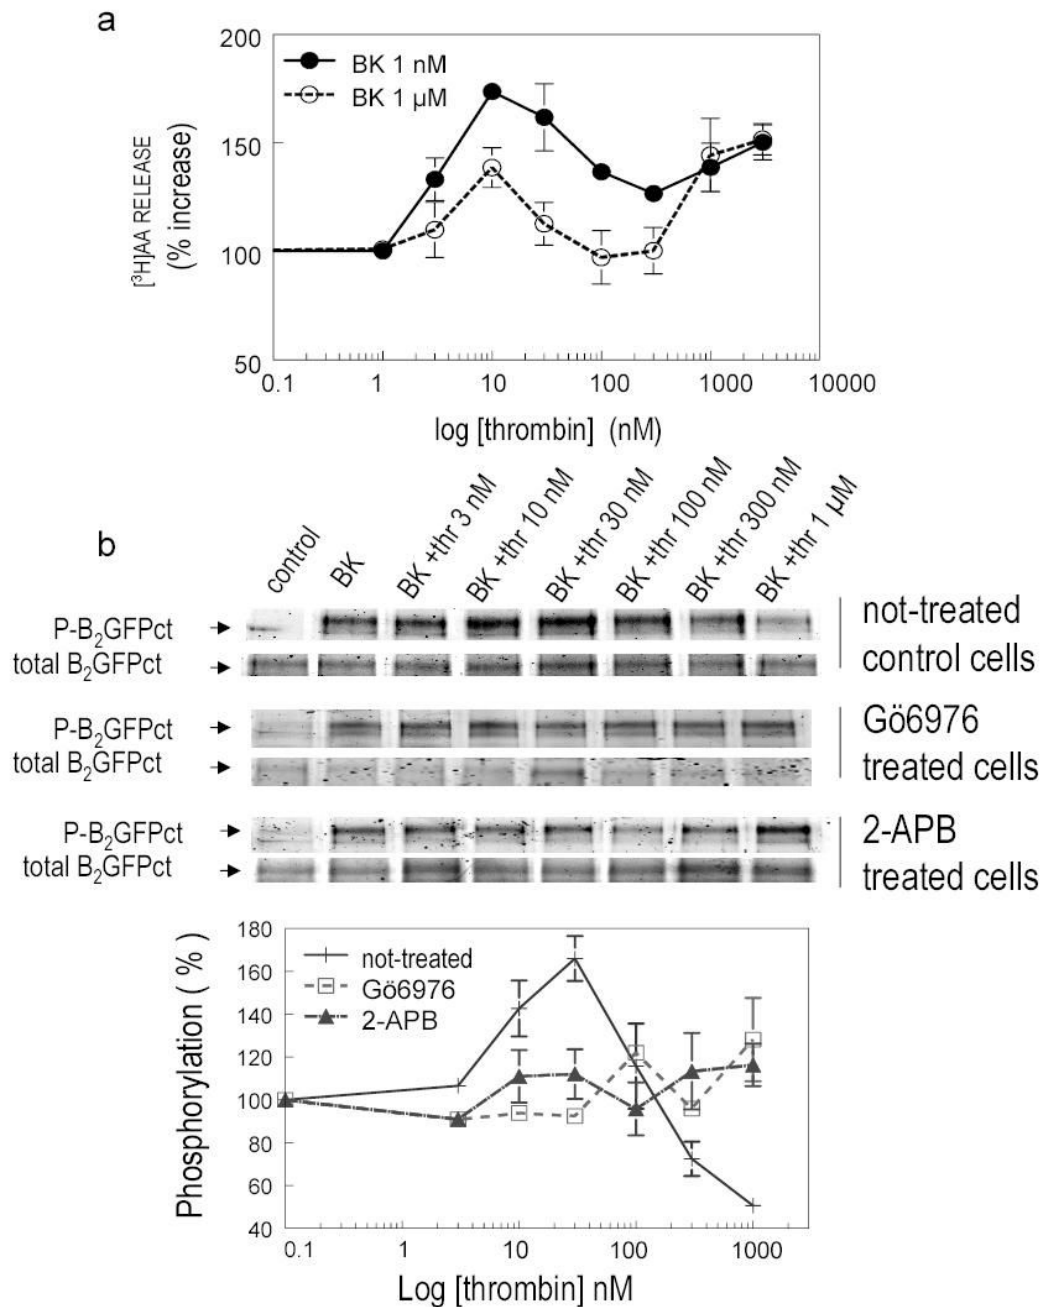 a
200
150
100
50
[³H]AA RELEASE
(% increase)
BK 1 nM
BK 1 µM
0.1 1 10 100 1000 10000
log [thrombin] (nM)
b
control BK BK +thr 3 nM BK +thr 10 nM BK +thr 30 nM BK +thr 100 nM BK +thr 300 nM BK +thr 1 µM
P-B₂GFPct
total B₂GFPct
not-treated
control cells
P-B₂GFPct
total B₂GFPct
Gö6976
treated cells
P-B₂GFPct
total B₂GFPct
2-APB
treated cells
Phosphorylation ( % )
180
160
140
120
100
80
60
40
not-treated
Gö6976
2-APB
0.1 1 10 100 1000
Log [thrombin] nM